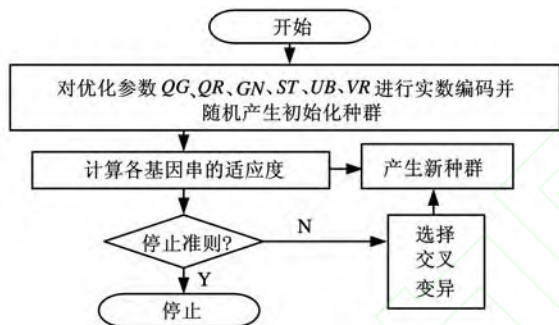 开始
对优化参数QG、QR、GN、ST、UB、VR进行实数编码并
随机产生初始化种群
计算各基因串的适应度
产生新种群
停止准则?
N
选择
交叉
变异
Y
停止